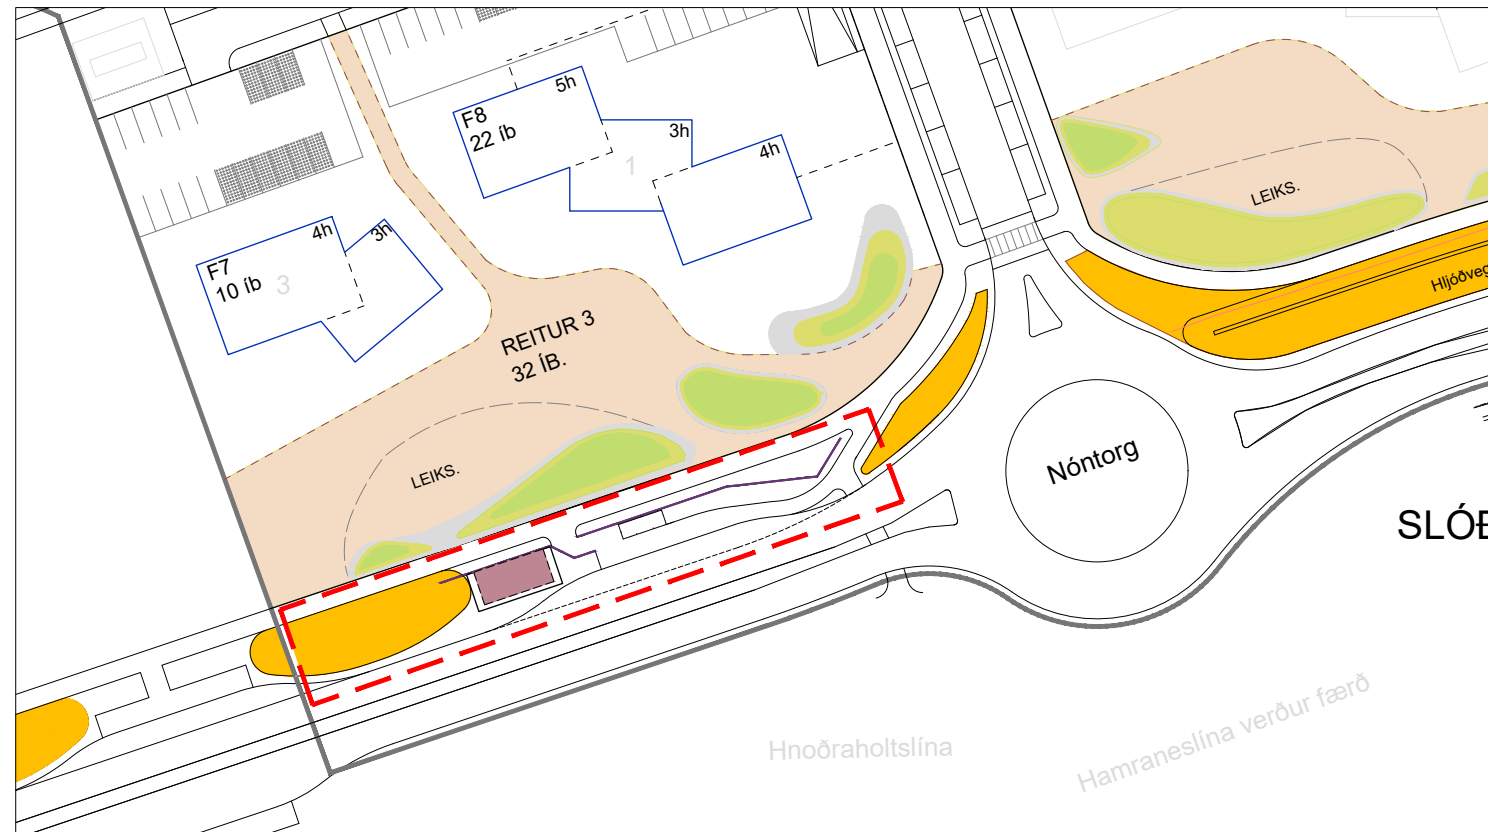 F8
22 íb
5h
3h
4h
1
F7
10 íb
4h
3h
3
REITUR 3
32 ÍB.
LEIKS.
LEIKS.
Hljóðveg
Nóntorg
SLÓÐ
Hnoðraholtslína
Hamraneslína verður færð